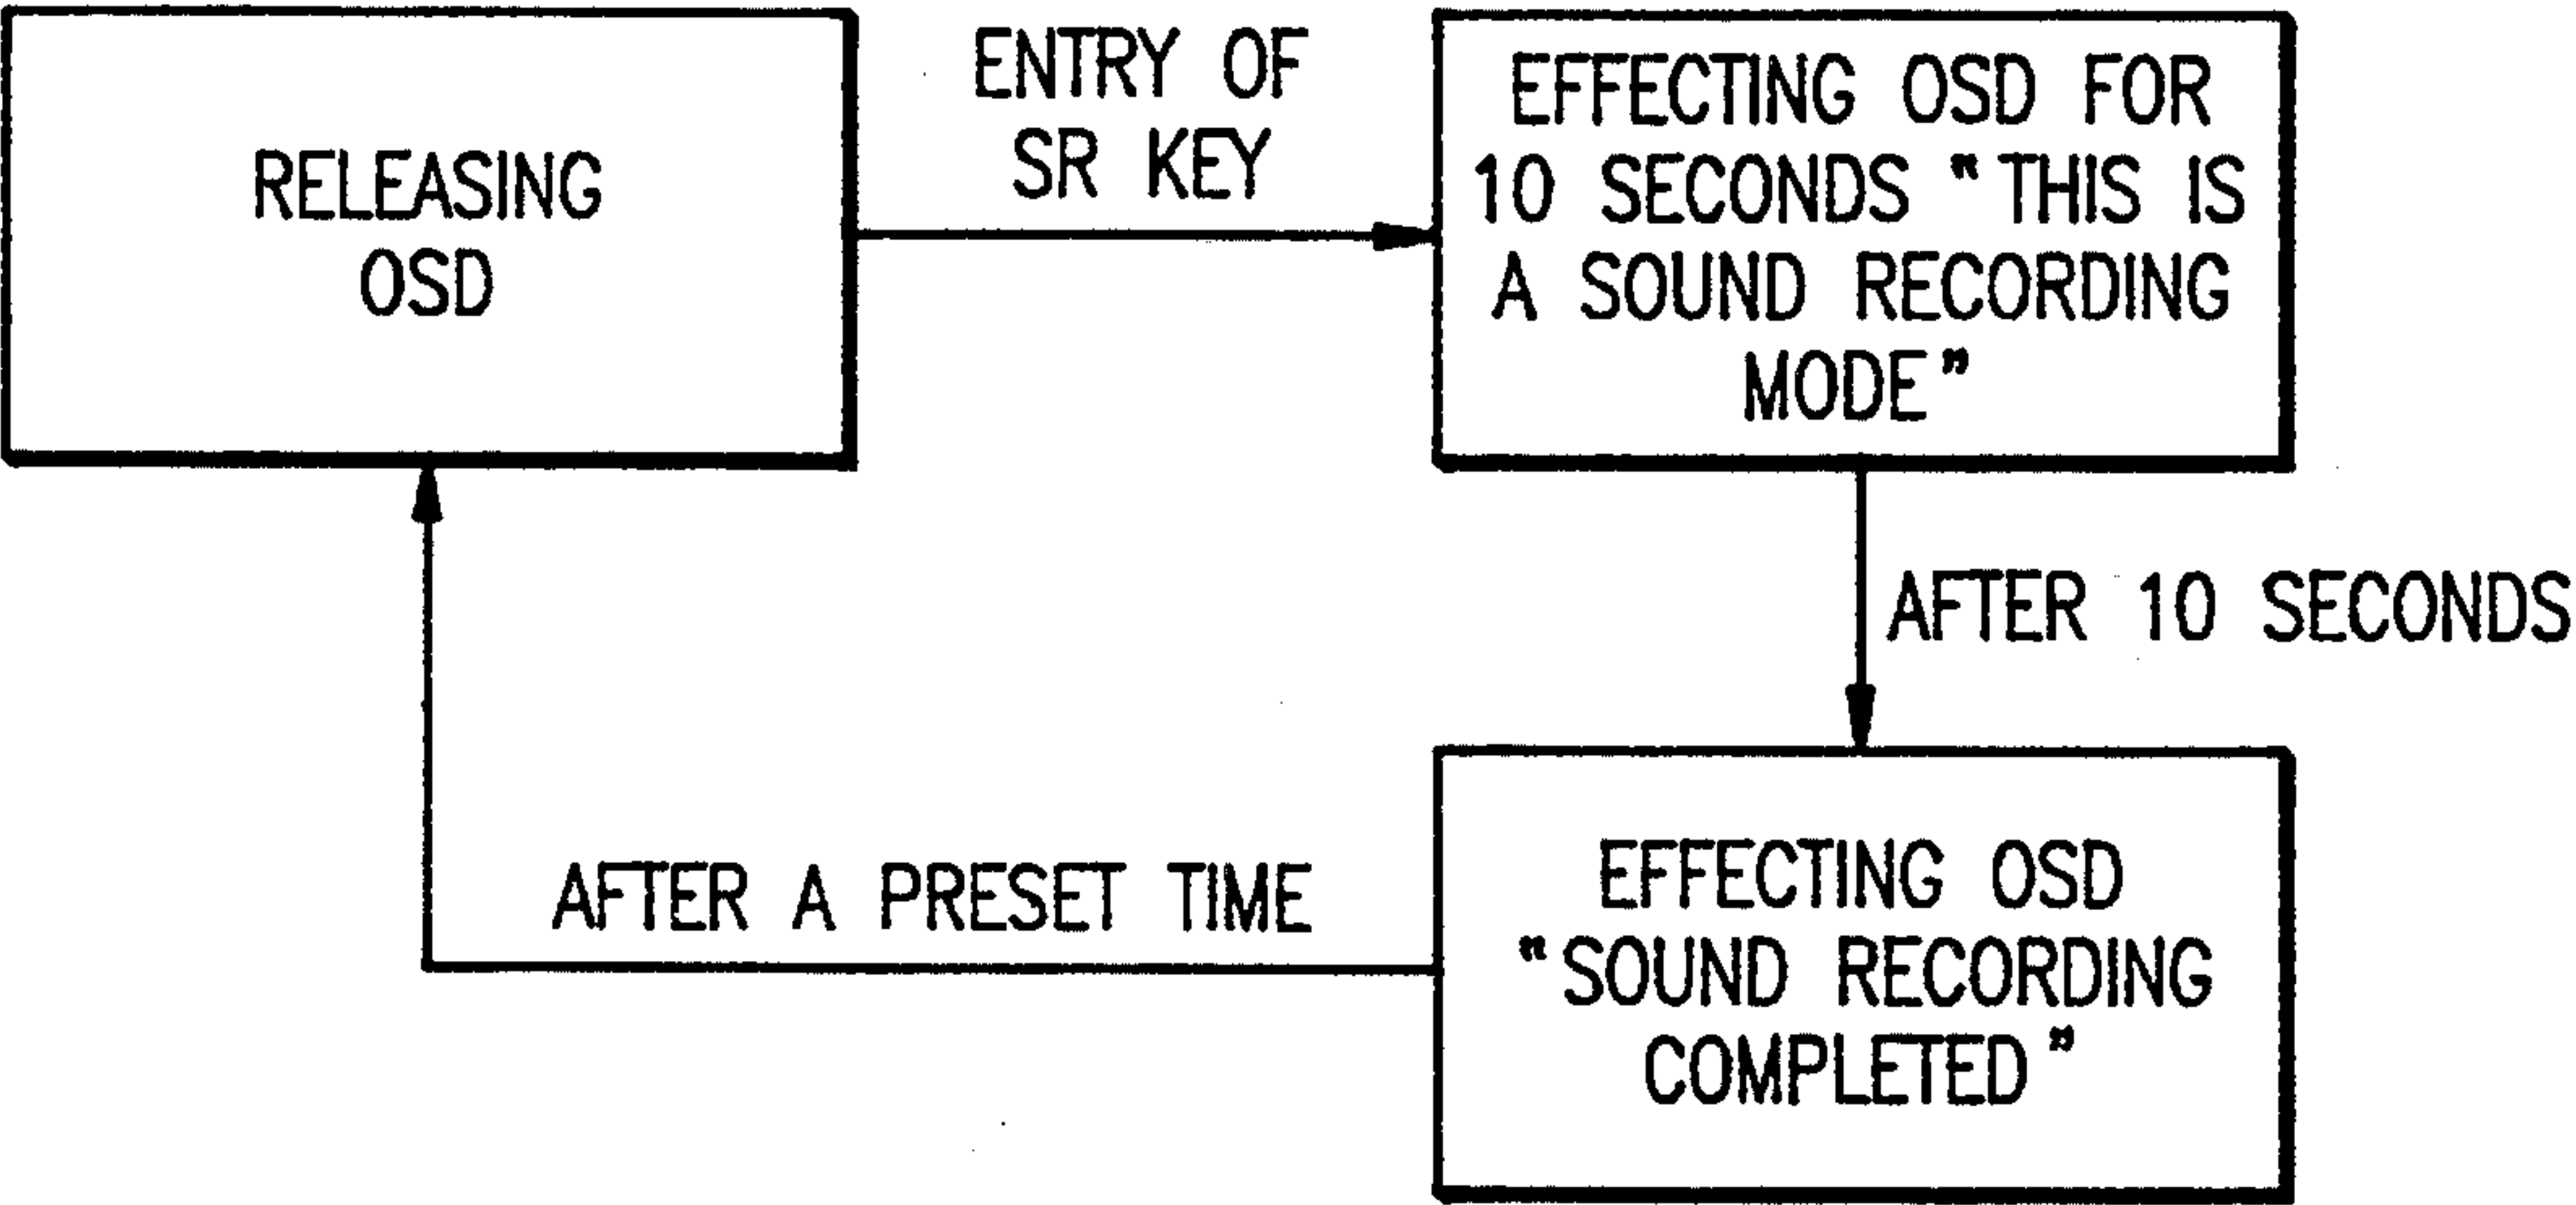 RELEASING
OSD
ENTRY OF
SR KEY
EFFECTING OSD FOR
10 SECONDS “THIS IS
A SOUND RECORDING
MODE”
AFTER 10 SECONDS
EFFECTING OSD
“SOUND RECORDING
COMPLETED”
AFTER A PRESET TIME